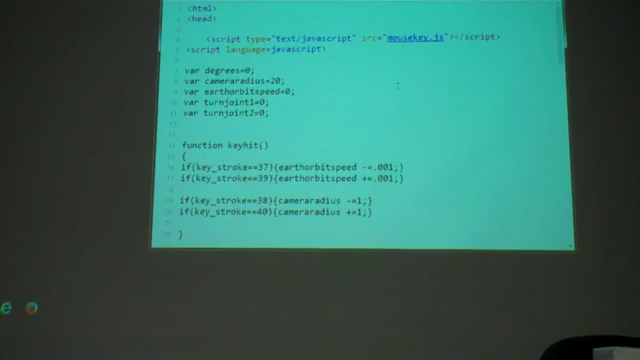 <html>
<head>
<script type="text/javascript" src="mousekey.js"></script>
<script language=javascript>
var degrees=0;
var cameraradius=20;
var earthorbitspeed=0;
var turnjoint1=0;
var turnjoint2=0;
function keyhit()
{
if(key_stroke==37){earthorbitspeed -=.001;}
if(key_stroke==39){earthorbitspeed +=.001;}
if(key_stroke==38){cameraradius -=1;}
if(key_stroke==40){cameraradius +=1;}
}